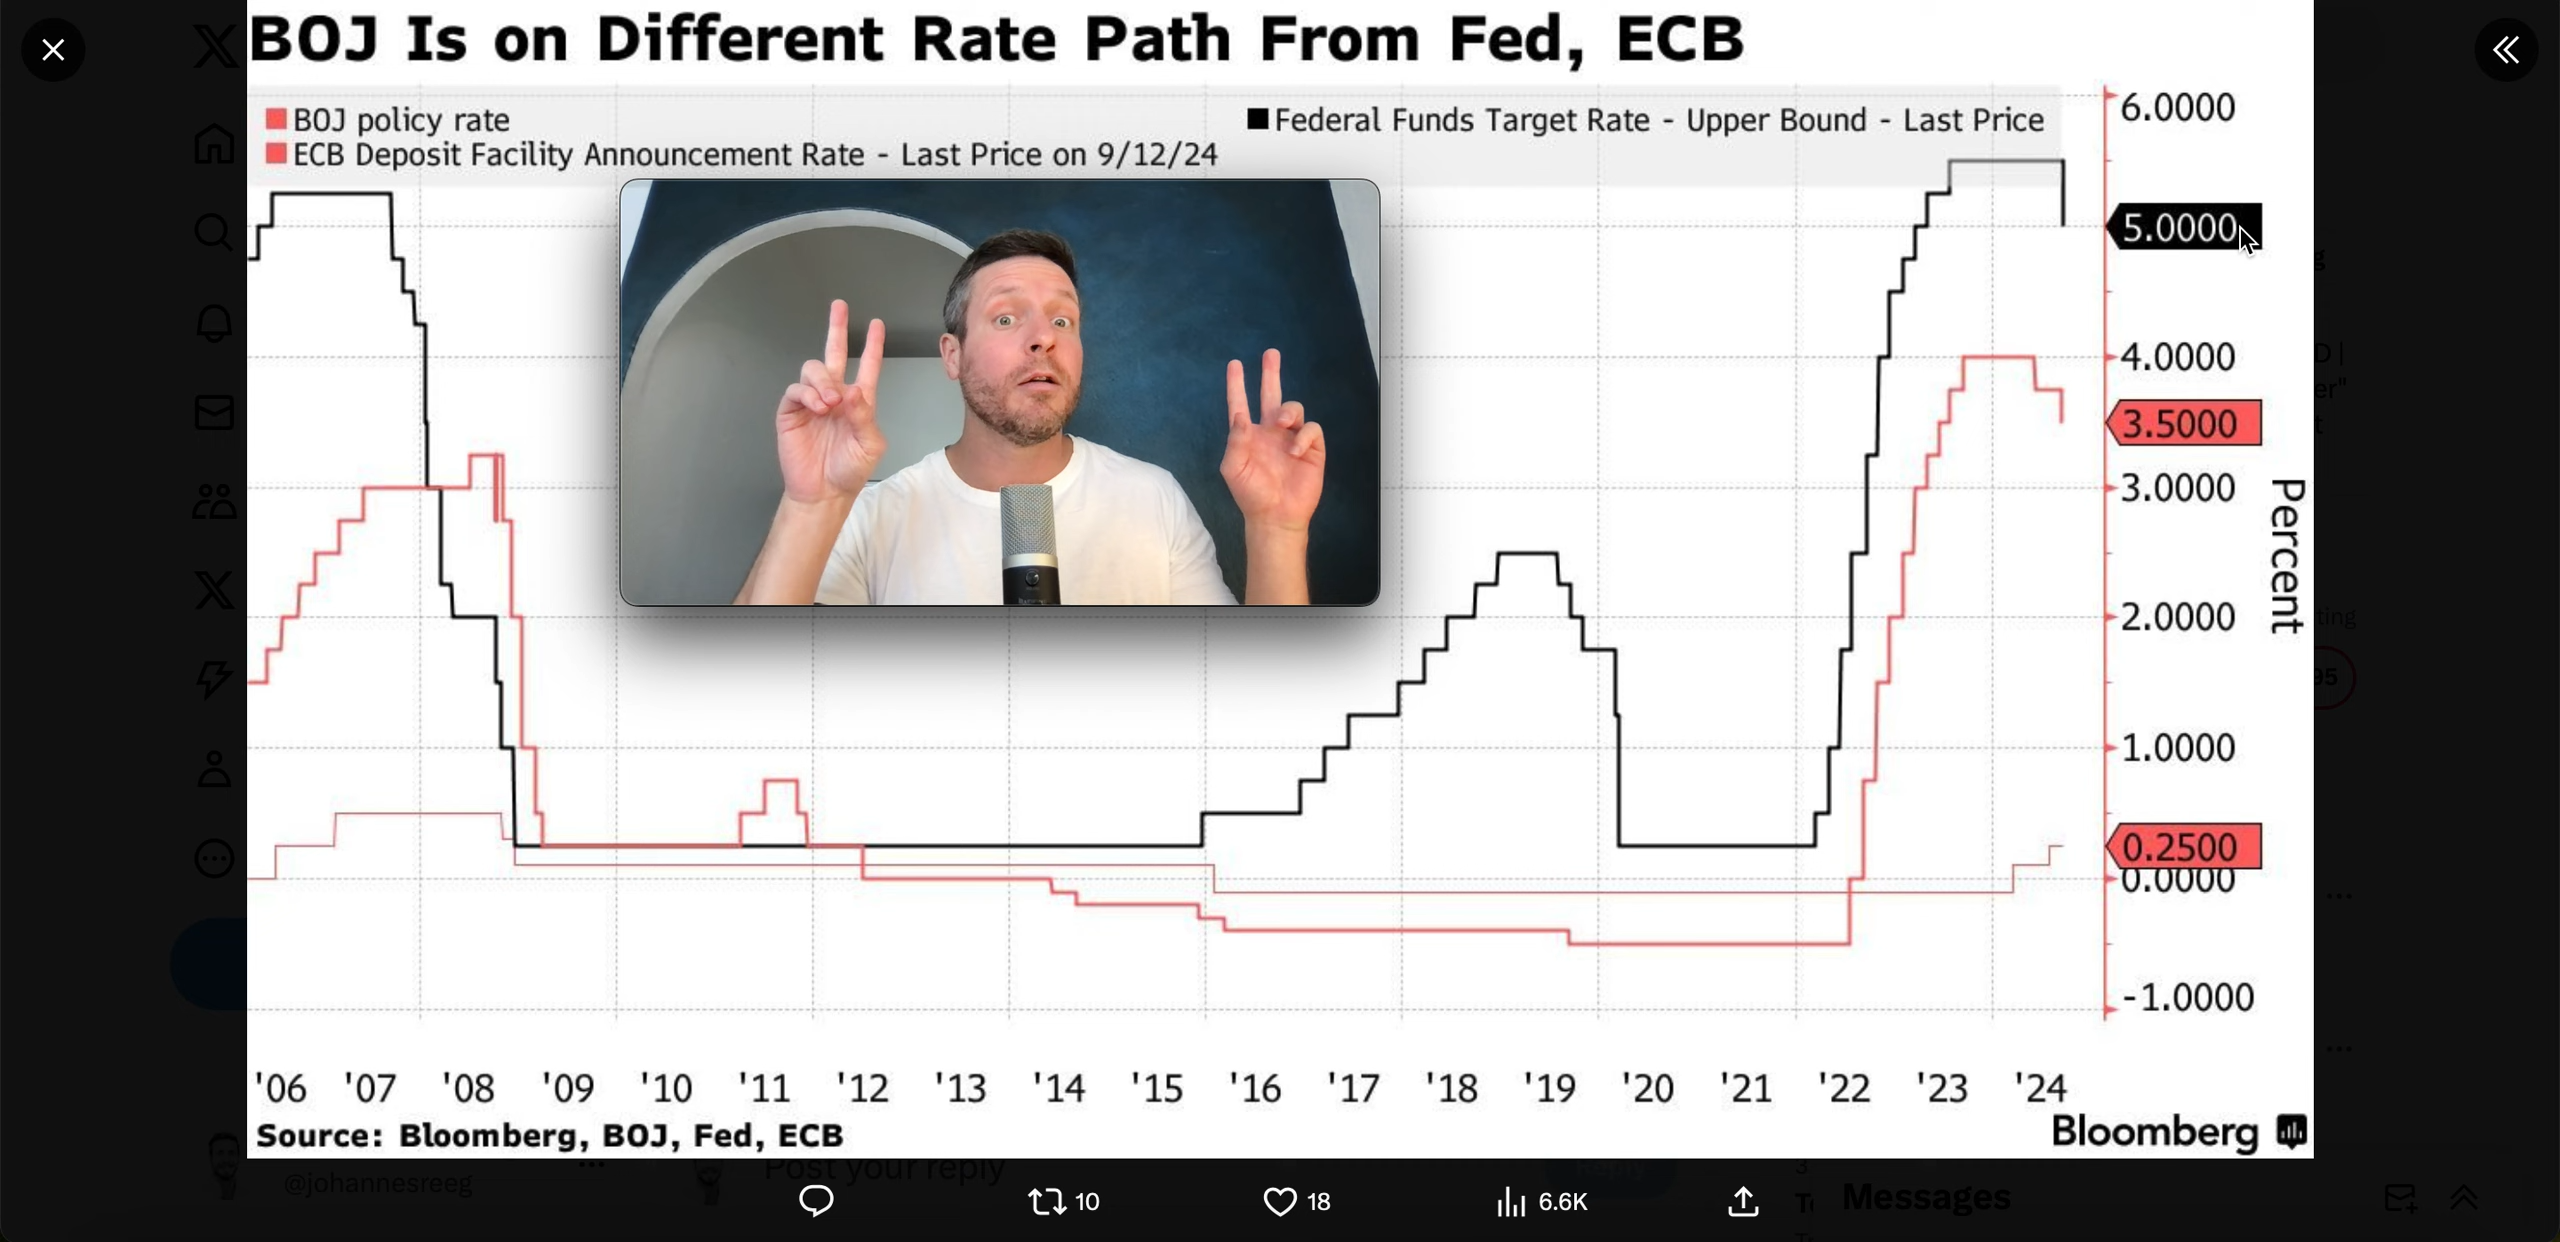 BOJ Is on Different Rate Path From Fed, ECB
BOJ policy rate
Federal Funds Target Rate - Upper Bound - Last Price
ECB Deposit Facility Announcement Rate - Last Price on 9/12/24
6.0000
5.0000
4.0000
3.5000
3.0000
2.0000
1.0000
0.2500
0.0000
-1.0000
Percent
'06 '07 '08 '09 '10 '11 '12 '13 '14 '15 '16 '17 '18 '19 '20 '21 '22 '23 '24
Source: Bloomberg, BOJ, Fed, ECB
Bloomberg
er"
ting
95
Post your reply
Reply
@johannesreeg
10
18
6.6K
Messages